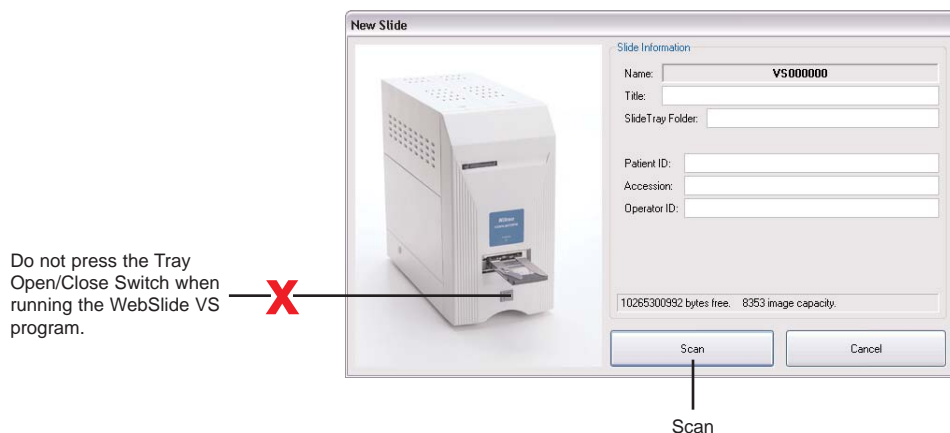 New Slide
Slide Information
Name: VS000000
Title:
SlideTray Folder:
Patient ID:
Accession:
Operator ID:
Do not press the Tray
Open/Close Switch when
running the WebSlide VS
program.
X
10265300992 bytes free. 8353 image capacity.
Scan Cancel
Scan